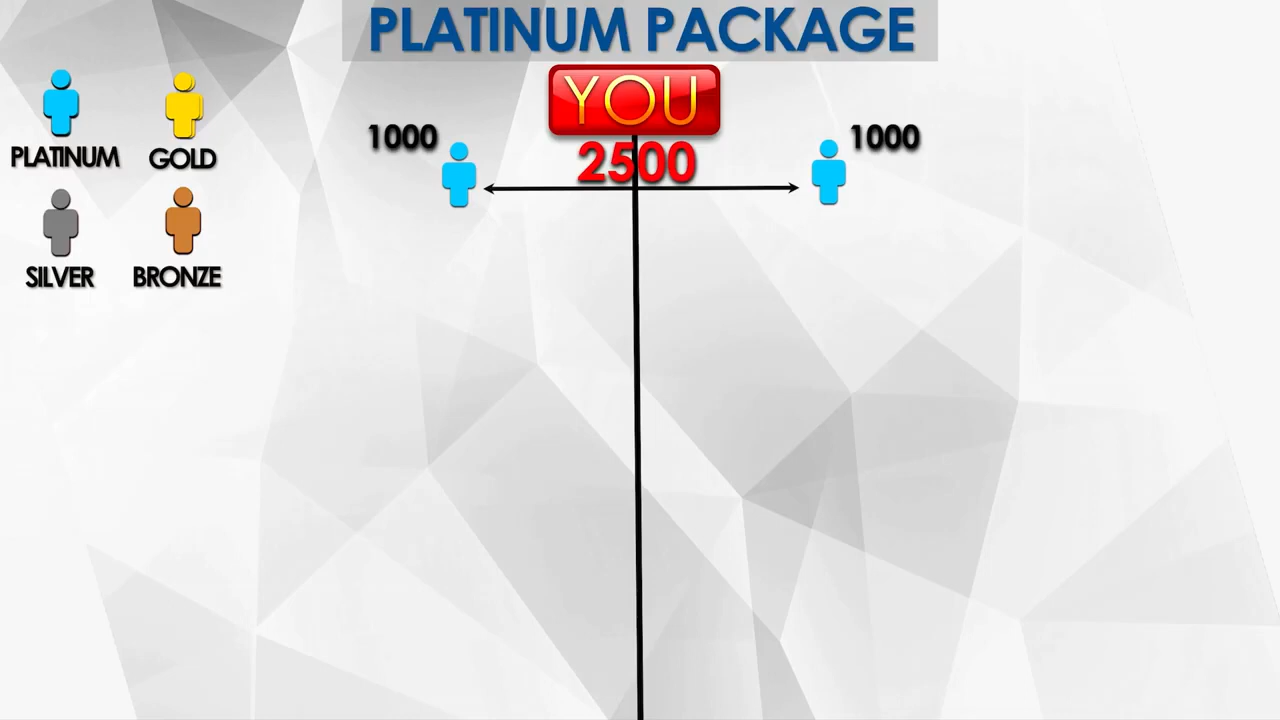 PLATINUM PACKAGE
YOU
1000
1000
2500
PLATINUM
GOLD
SILVER
BRONZE